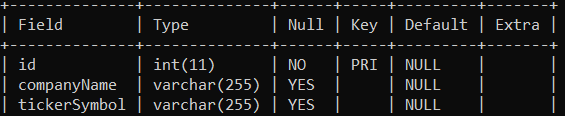 +---------------+--------------+------+-----+---------+-------+
| Field         | Type         | Null | Key | Default | Extra |
+---------------+--------------+------+-----+---------+-------+
| id            | int(11)      | NO   | PRI | NULL    |       |
| companyName   | varchar(255) | YES  |     | NULL    |       |
| tickerSymbol  | varchar(255) | YES  |     | NULL    |       |